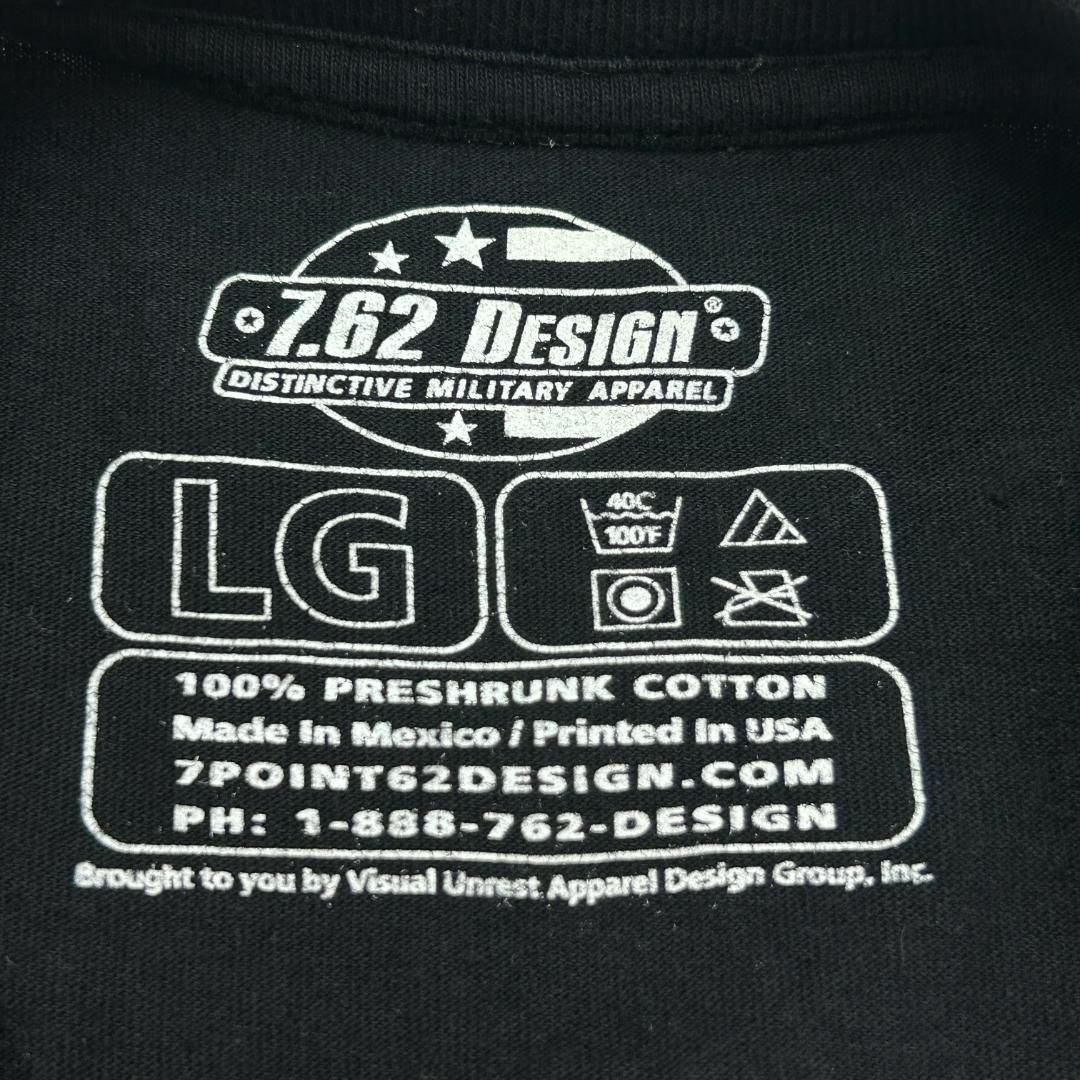 7.62 DESIGN®
DISTINCTIVE MILITARY APPAREL
LG
40C
100°F
100% PRESHRUNK COTTON
Made In Mexico / Printed In USA
7POINT62DESIGN.COM
PH: 1-888-762-DESIGN
Brought to you by Visual Unrest Apparel Design Group, Inc.